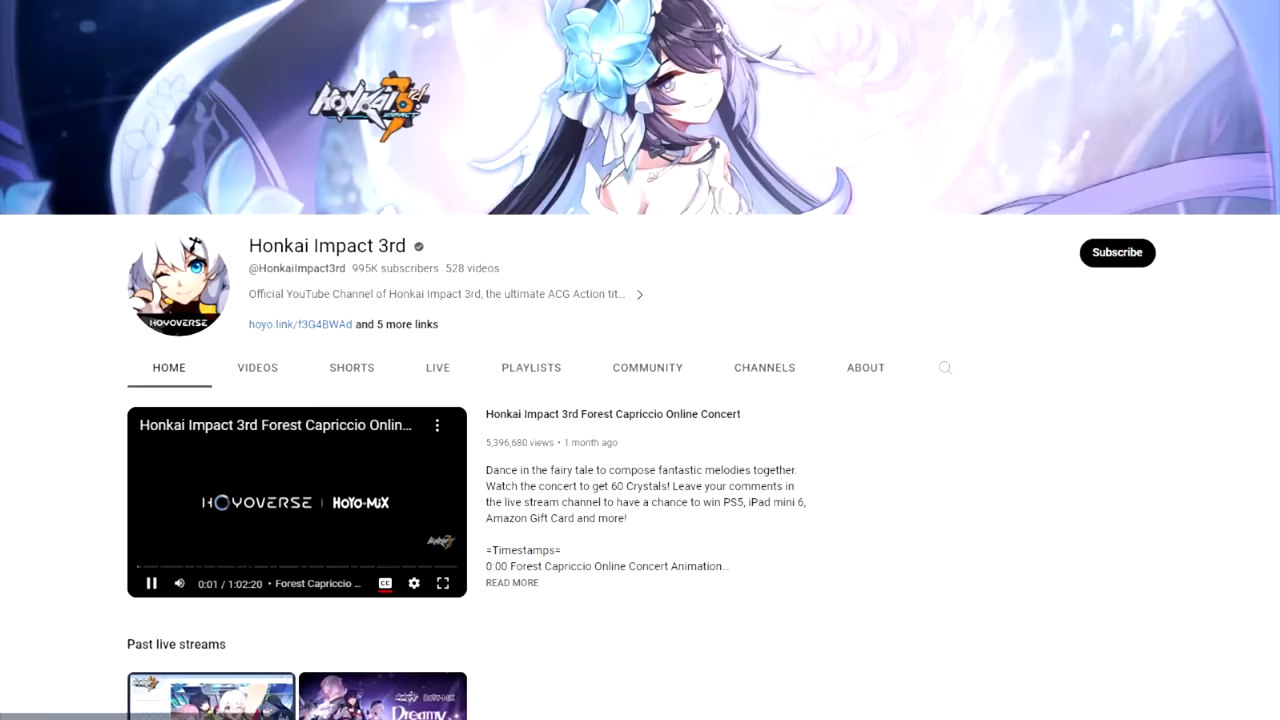 HONKAI 3rd
IMPACT
Honkai Impact 3rd
@HonkaiImpact3rd 995K subscribers 528 videos
Official YouTube Channel of Honkai Impact 3rd, the ultimate ACG Action tit...
HOYOVERSE
hoyo.link/f3G4BWAd and 5 more links
Subscribe
HOME VIDEOS SHORTS LIVE PLAYLISTS COMMUNITY CHANNELS ABOUT
Honkai Impact 3rd Forest Capriccio Onlin...
HOYOVERSE | HOYO-MiX
0:01 / 1:02:20 • Forest Capriccio ...
CC
Honkai Impact 3rd Forest Capriccio Online Concert
5,396,680 views • 1 month ago
Dance in the fairy tale to compose fantastic melodies together.
Watch the concert to get 60 Crystals! Leave your comments in
the live stream channel to have a chance to win PS5, iPad mini 6,
Amazon Gift Card and more!
=Timestamps=
0:00 Forest Capriccio Online Concert Animation...
READ MORE
Past live streams
HOYO-MiX
Dreamy